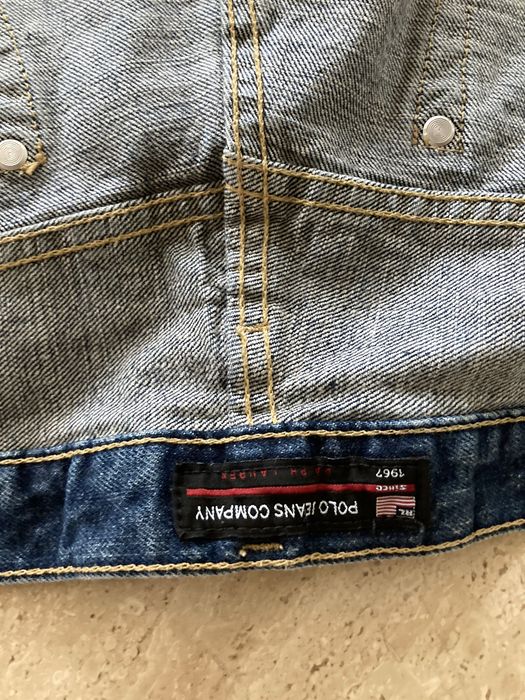 RL
SINCE
1967
POLO JEANS COMPANY
RALPH LAUREN